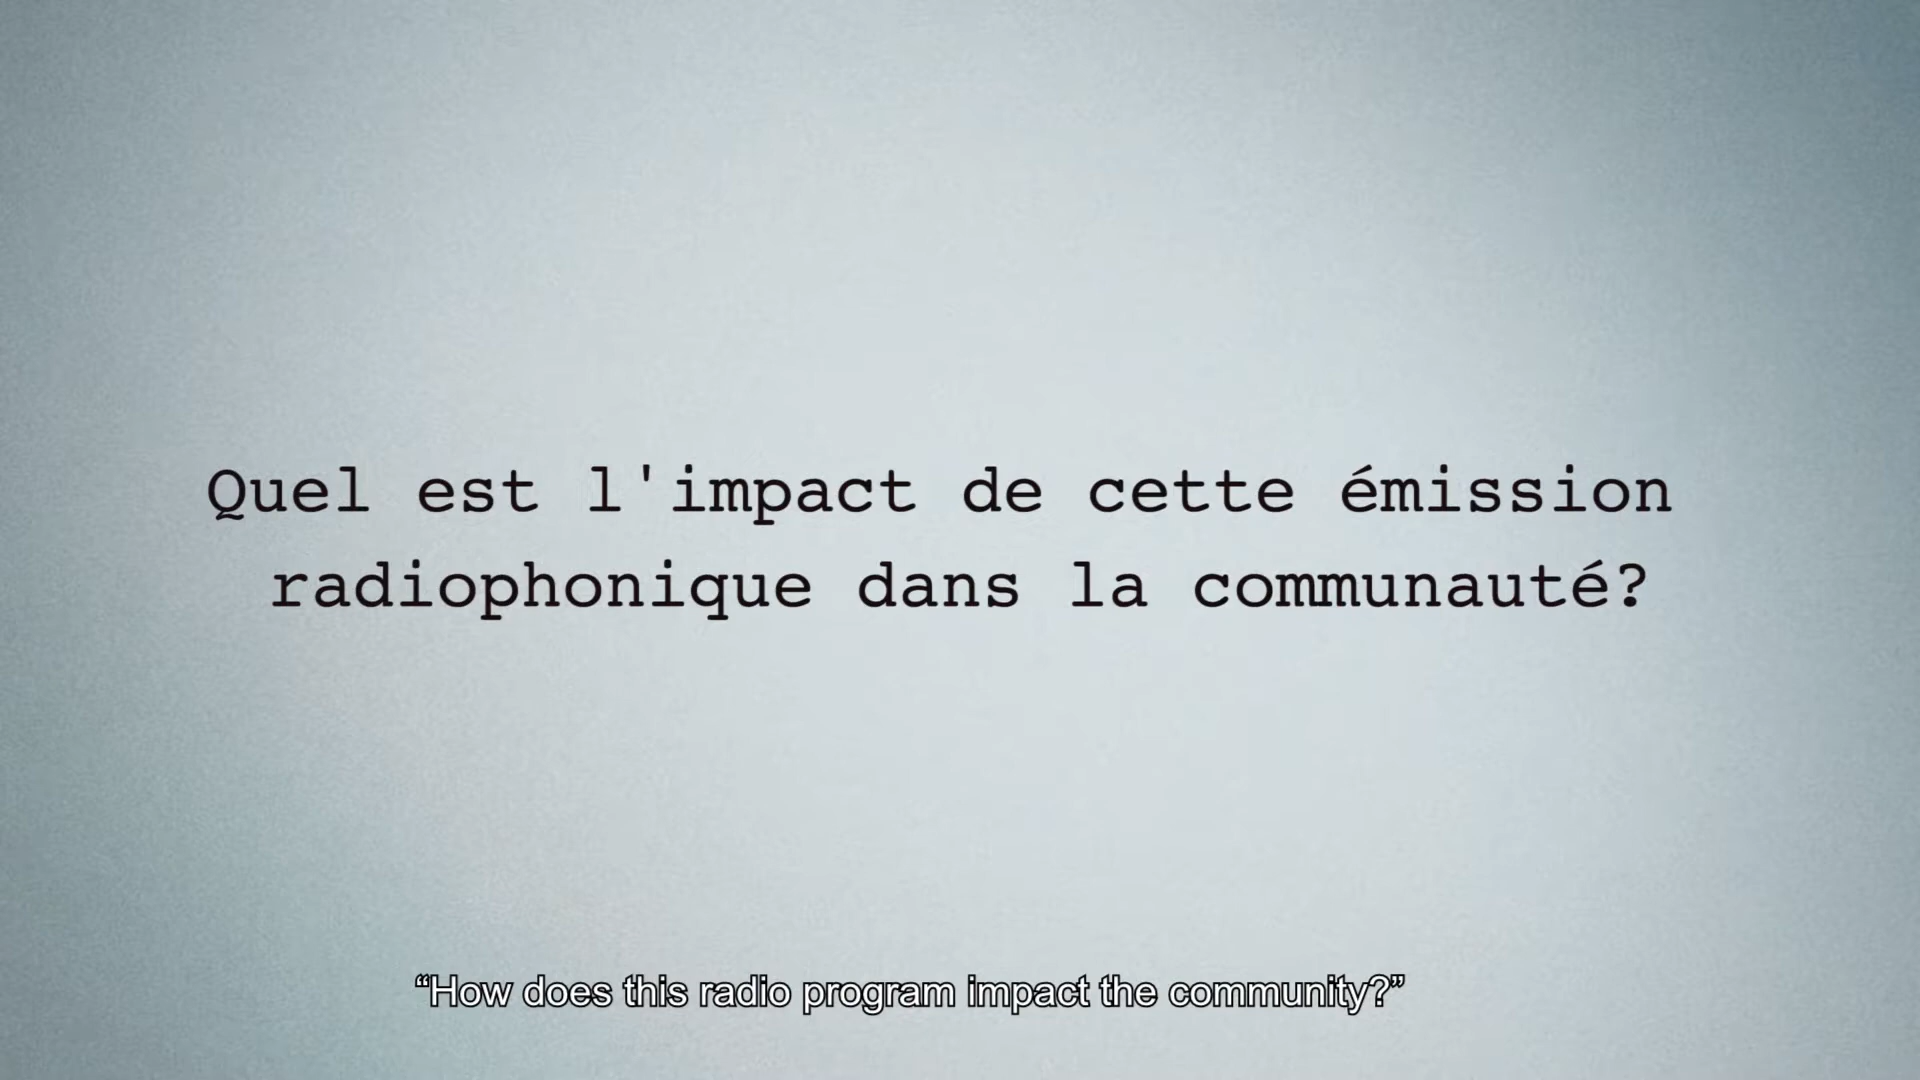 Quel est l'impact de cette émission
radiophonique dans la communauté?
“How does this radio program impact the community?”